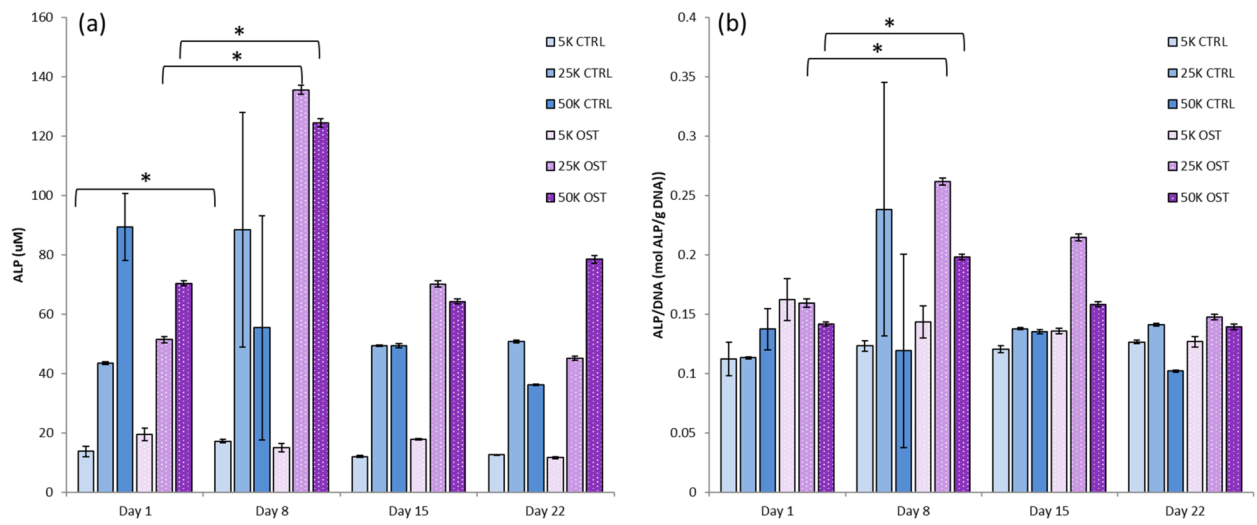 (a)
*
*
*
ALP (uM)
160
140
120
100
80
60
40
20
0
Day 1
Day 8
Day 15
Day 22
5K CTRL
25K CTRL
50K CTRL
5K OST
25K OST
50K OST
(b)
*
*
ALP/DNA (mol ALP/g DNA))
0.4
0.35
0.3
0.25
0.2
0.15
0.1
0.05
0
Day 1
Day 8
Day 15
Day 22
5K CTRL
25K CTRL
50K CTRL
5K OST
25K OST
50K OST